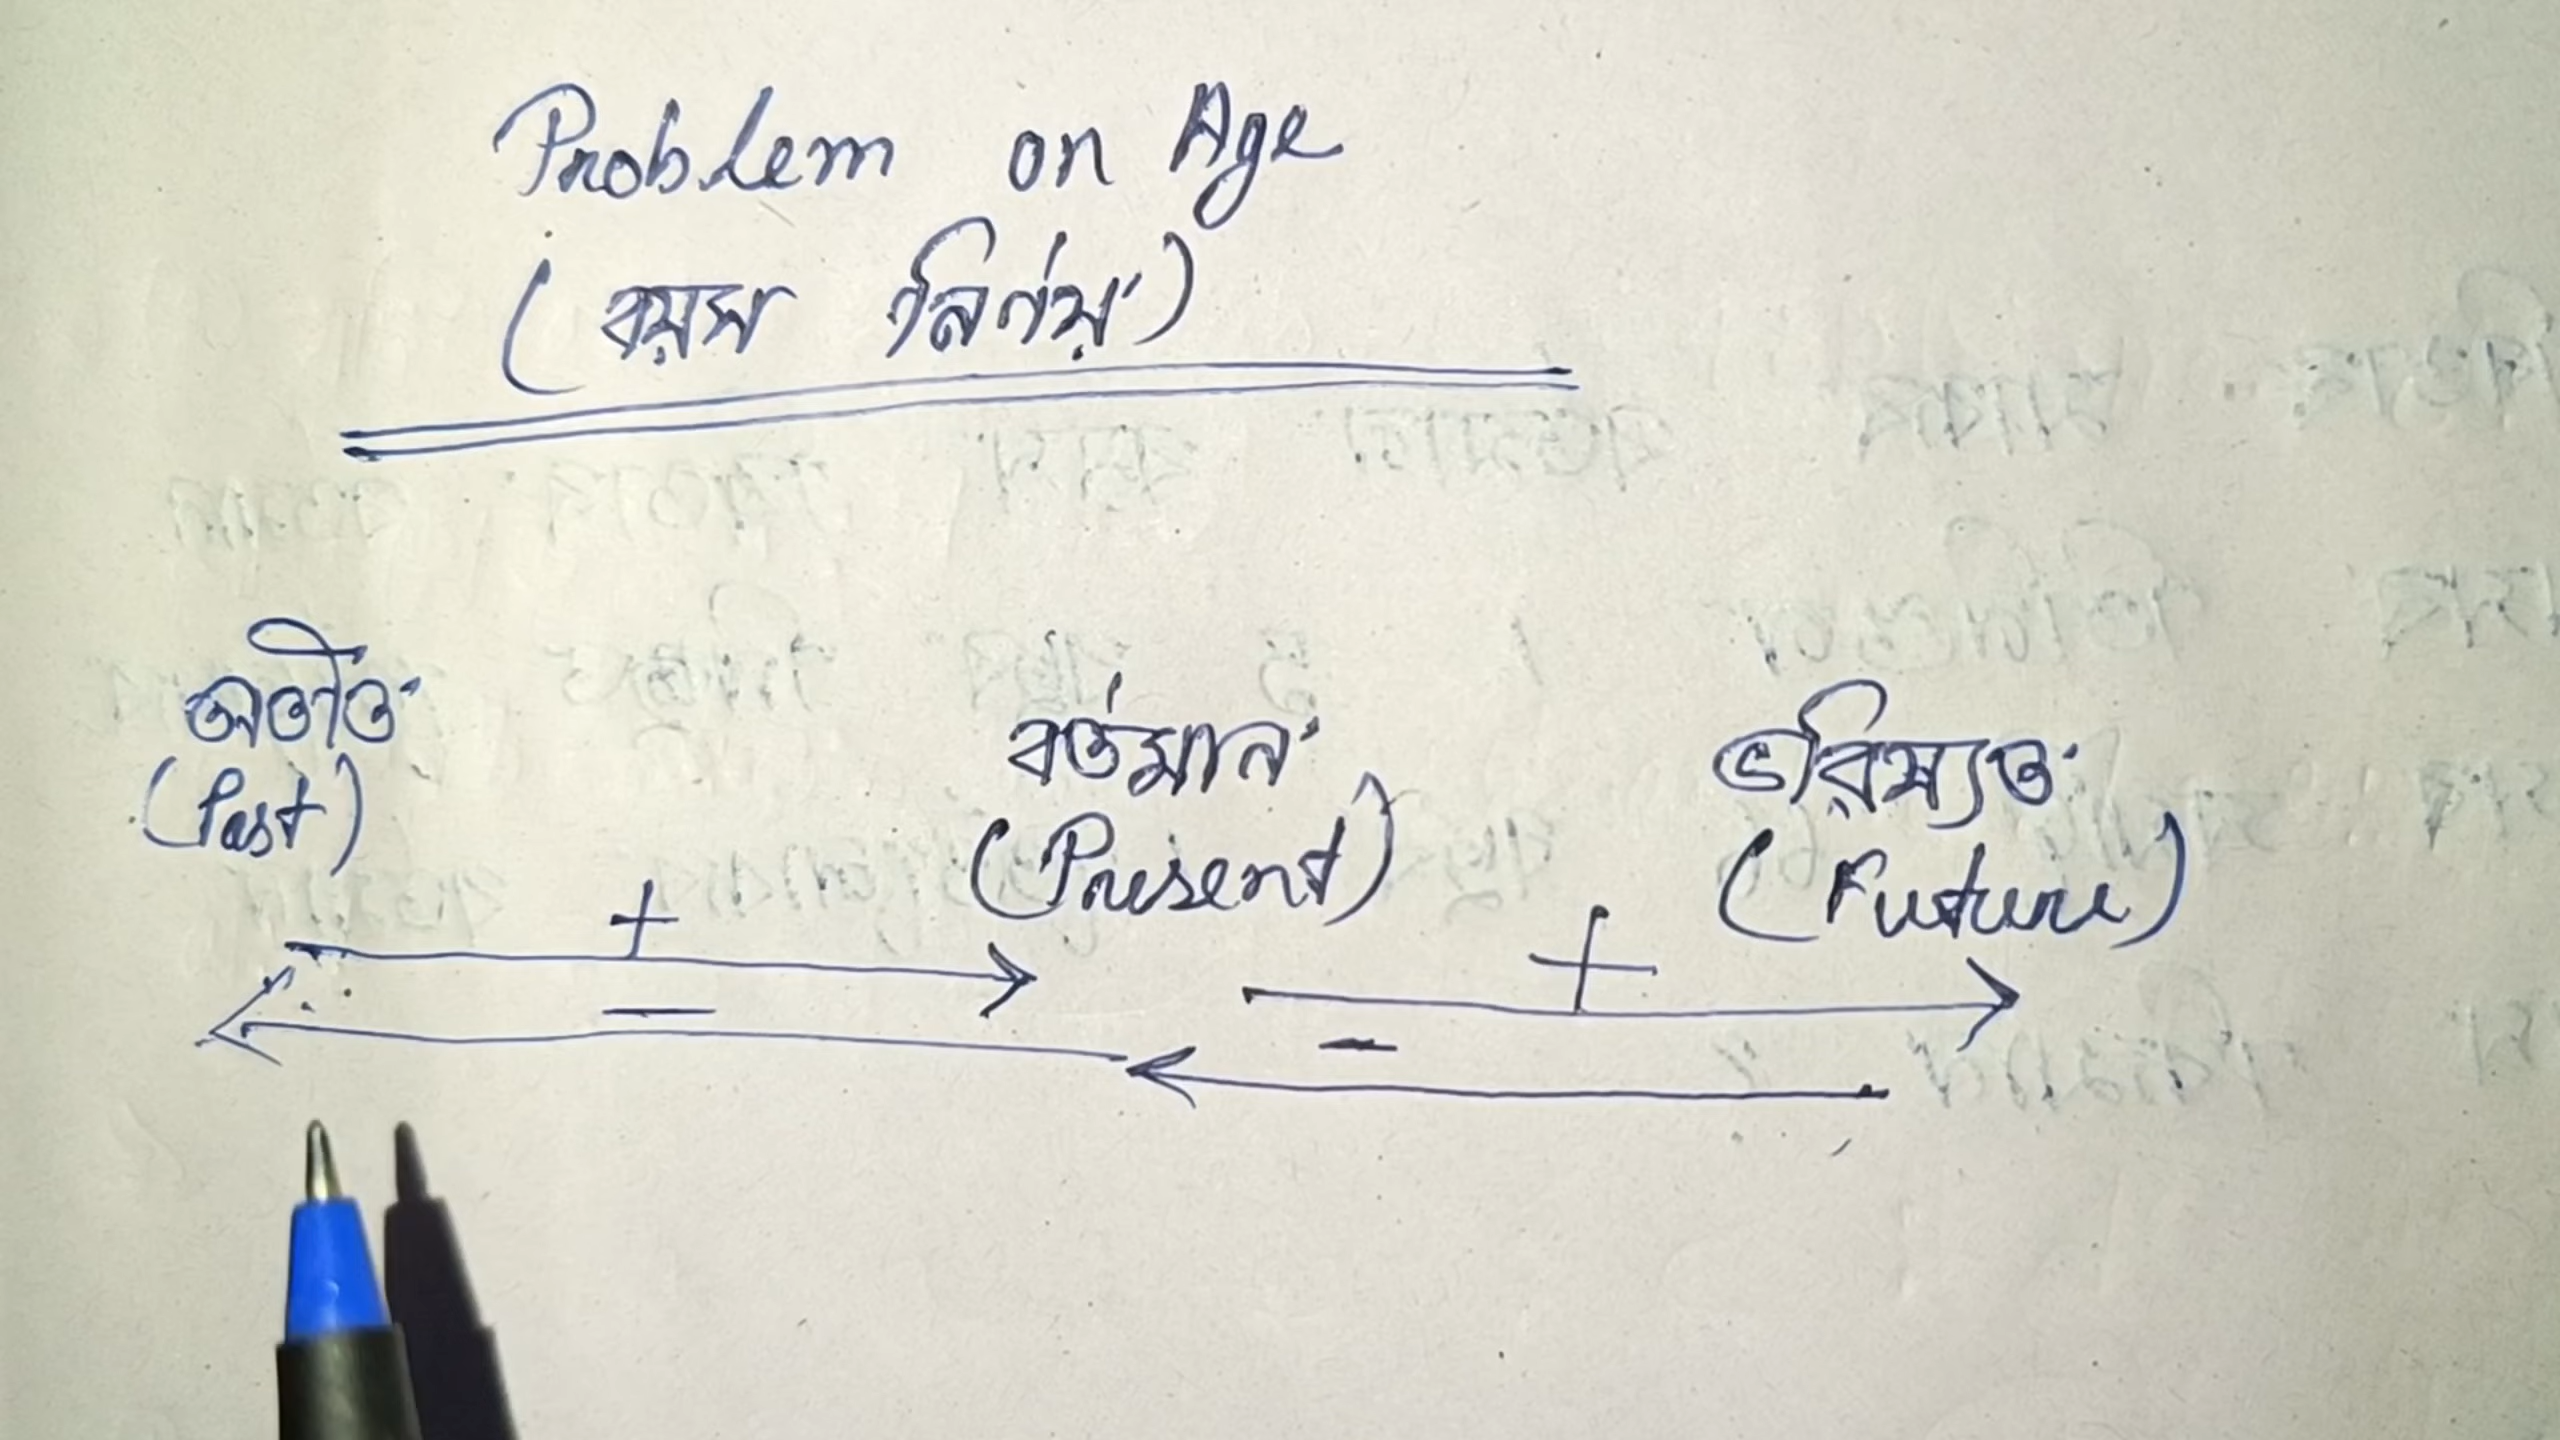 Problem on Age
(বয়স নির্ণয়)
অতীত
(Past)
বর্তমান
(Present)
ভবিষ্যত
(Future)
+
+
−
−